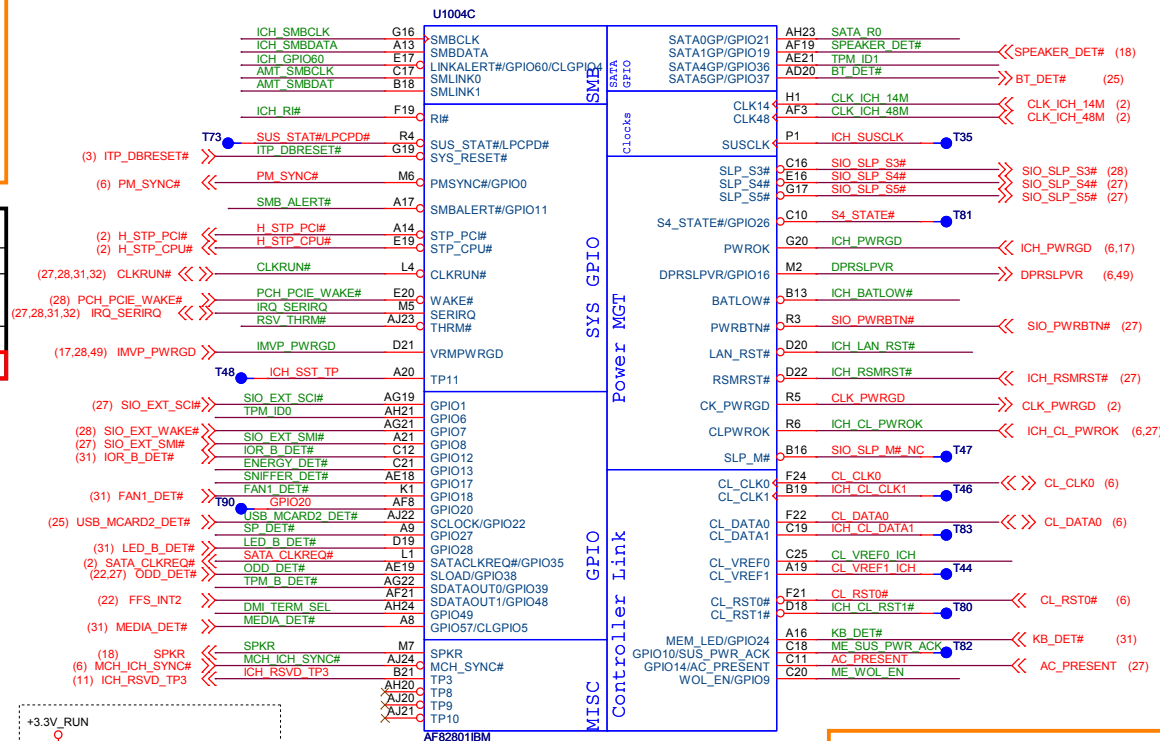 U1004C
ICH_SMBCLK G16 SMBCLK
ICH_SMBDATA A13 SMBDATA
ICH_GPIO60 E17 LINKALERT#/GPIO60/CLGPIO4
AMT_SMBCLK C17 SMLINK0
AMT_SMBDAT B18 SMLINK1
ICH_RI# F19 RI#
T73 SUS_STAT#/LPCPD# R4 SUS_STAT#/LPCPD#
(3) ITP_DBRESET# ITP_DBRESET# G19 SYS_RESET#
(6) PM_SYNC# PM_SYNC# M6 PMSYNC#/GPIO0
SMB_ALERT# A17 SMBALERT#/GPIO11
(2) H_STP_PCI# H_STP_PCI# A14 STP_PCI#
(2) H_STP_CPU# H_STP_CPU# E19 STP_CPU#
(27,28,31,32) CLKRUN# CLKRUN# L4 CLKRUN#
(28) PCH_PCIE_WAKE# PCH_PCIE_WAKE# E20 WAKE#
(27,28,31,32) IRQ_SERIRQ IRQ_SERIRQ M5 SERIRQ
RSV_THRM# AJ23 THRM#
(17,28,49) IMVP_PWRGD IMVP_PWRGD D21 VRMPWRGD
T48 ICH_SST_TP A20 TP11
(27) SIO_EXT_SCI# SIO_EXT_SCI# AG19 GPIO1
TPM_ID0 AH21 GPIO6
(28) SIO_EXT_WAKE# AG21 GPIO7
(27) SIO_EXT_SMI# SIO_EXT_SMI# A21 GPIO8
(31) IOR_B_DET# IOR_B_DET# C12 GPIO12
ENERGY_DET# C21 GPIO13
SNIFFER_DET# AE18 GPIO17
(31) FAN1_DET# FAN1_DET# K1 GPIO18
T90 GPIO20 AF8 GPIO20
(25) USB_MCARD2_DET# USB_MCARD2_DET# AJ22 SCLOCK/GPIO22
SP_DET# A9 GPIO27
(31) LED_B_DET# LED_B_DET# D19 GPIO28
(2) SATA_CLKREQ# SATA_CLKREQ# L1 SATACLKREQ#/GPIO35
(22,27) ODD_DET# ODD_DET# AE19 SLOAD/GPIO38
TPM_B_DET# AG22 SDATAOUT0/GPIO39
(22) FFS_INT2 AF21 SDATAOUT1/GPIO48
DMI_TERM_SEL AH24 GPIO49
(31) MEDIA_DET# MEDIA_DET# A8 GPIO57/CLGPIO5
(18) SPKR SPKR M7 SPKR
(6) MCH_ICH_SYNC# MCH_ICH_SYNC# AJ24 MCH_SYNC#
(11) ICH_RSVD_TP3 ICH_RSVD_TP3 B21 TP3
AH20 TP8
AJ20 TP9
AJ21 TP10
AF82801IBM
+3.3V_RUN
SMB
SYS GPIO
GPIO
MISC
SATA
GPIO
Clocks
Power MGT
Controller Link
SATA0GP/GPIO21 AH23 SATA_R0
SATA1GP/GPIO19 AF19 SPEAKER_DET# SPEAKER_DET# (18)
SATA4GP/GPIO36 AE21 TPM_ID1
SATA5GP/GPIO37 AD20 BT_DET# BT_DET# (25)
CLK14 H1 CLK_ICH_14M CLK_ICH_14M (2)
CLK48 AF3 CLK_ICH_48M CLK_ICH_48M (2)
SUSCLK P1 ICH_SUSCLK T35
SLP_S3# C16 SIO_SLP_S3# SIO_SLP_S3# (28)
SLP_S4# E16 SIO_SLP_S4# SIO_SLP_S4# (27)
SLP_S5# G17 SIO_SLP_S5# SIO_SLP_S5# (27)
S4_STATE#/GPIO26 C10 S4_STATE# T81
PWROK G20 ICH_PWRGD ICH_PWRGD (6,17)
DPRSLPVR/GPIO16 M2 DPRSLPVR DPRSLPVR (6,49)
BATLOW# B13 ICH_BATLOW#
PWRBTN# R3 SIO_PWRBTN# SIO_PWRBTN# (27)
LAN_RST# D20 ICH_LAN_RST#
RSMRST# D22 ICH_RSMRST# ICH_RSMRST# (27)
CK_PWRGD R5 CLK_PWRGD CLK_PWRGD (2)
CLPWROK R6 ICH_CL_PWROK ICH_CL_PWROK (6,27)
SLP_M# B16 SIO_SLP_M#_NC T47
CL_CLK0 F24 CL_CLK0 CL_CLK0 (6)
CL_CLK1 B19 ICH_CL_CLK1 T46
CL_DATA0 F22 CL_DATA0 CL_DATA0 (6)
CL_DATA1 C19 ICH_CL_DATA1 T83
CL_VREF0 C25 CL_VREF0_ICH
CL_VREF1 A19 CL_VREF1_ICH T44
CL_RST0# F21 CL_RST0# CL_RST0# (6)
CL_RST1# D18 ICH_CL_RST1# T80
MEM_LED/GPIO24 A16 KB_DET# KB_DET# (31)
GPIO10/SUS_PWR_ACK C18 ME_SUS_PWR_ACK T82
GPIO14/AC_PRESENT C11 AC_PRESENT AC_PRESENT (27)
WOL_EN/GPIO9 C20 ME_WOL_EN